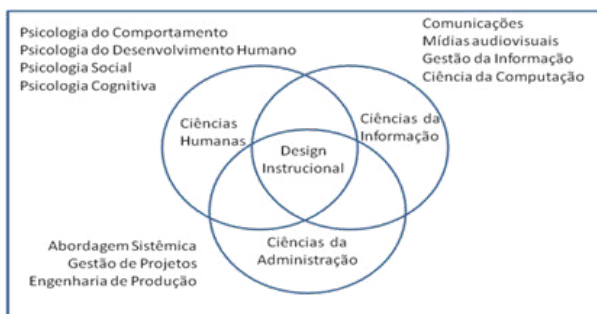 Psicologia do Comportamento
Psicologia do Desenvolvimento Humano
Psicologia Social
Psicologia Cognitiva
Comunicações
Mídias audiovisuais
Gestão da Informação
Ciência da Computação
Ciências
Humanas
Ciências da
Informação
Design
Instrucional
Ciências da
Administração
Abordagem Sistêmica
Gestão de Projetos
Engenharia de Produção